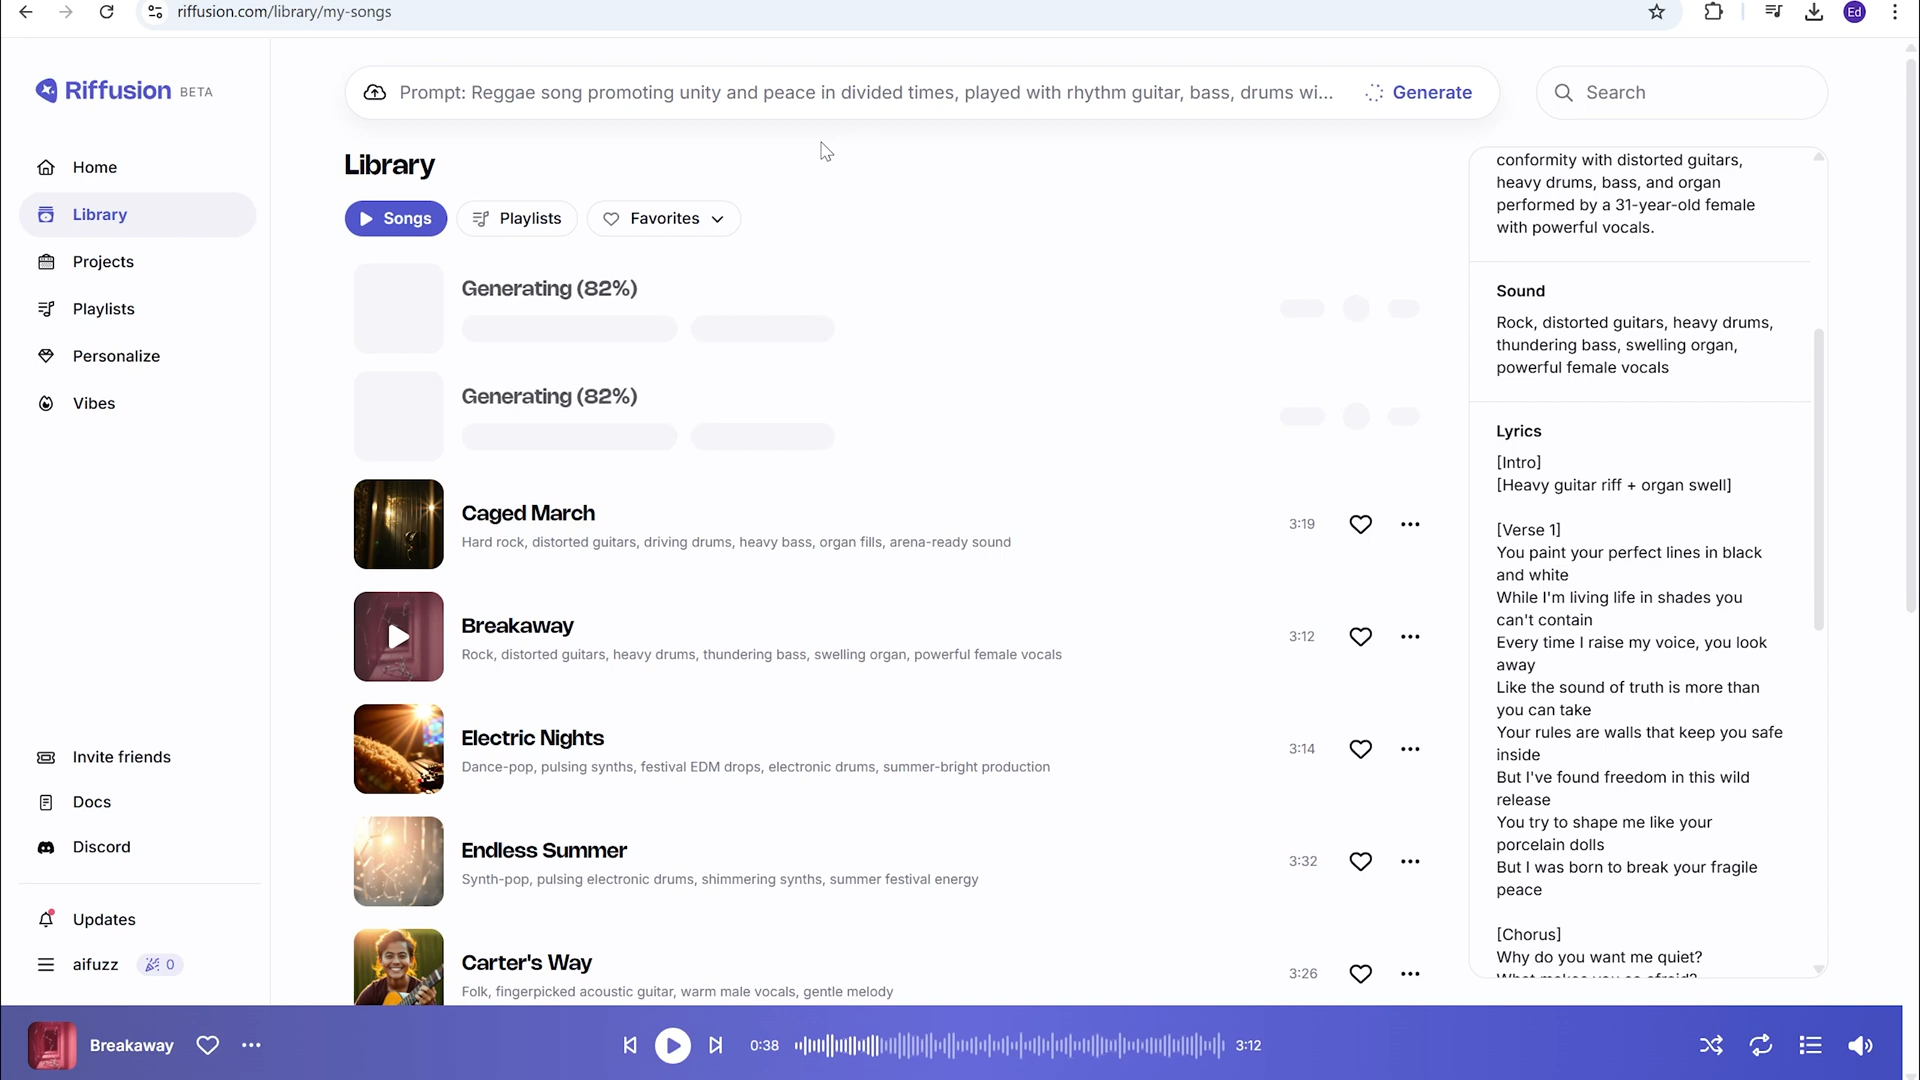 riffusion.com/library/my-songs
Ed
Riffusion BETA
Prompt: Reggae song promoting unity and peace in divided times, played with rhythm guitar, bass, drums wi...
Generate
Search
Home
Library
Projects
Playlists
Personalize
Vibes
Invite friends
Docs
Discord
Updates
aifuzz 0
Library
Songs
Playlists
Favorites
Generating (82%)
Generating (82%)
Caged March
Hard rock, distorted guitars, driving drums, heavy bass, organ fills, arena-ready sound
3:19
Breakaway
Rock, distorted guitars, heavy drums, thundering bass, swelling organ, powerful female vocals
3:12
Electric Nights
Dance-pop, pulsing synths, festival EDM drops, electronic drums, summer-bright production
3:14
Endless Summer
Synth-pop, pulsing electronic drums, shimmering synths, summer festival energy
3:32
Carter's Way
Folk, fingerpicked acoustic guitar, warm male vocals, gentle melody
3:26
conformity with distorted guitars,
heavy drums, bass, and organ
performed by a 31-year-old female
with powerful vocals.
Sound
Rock, distorted guitars, heavy drums,
thundering bass, swelling organ,
powerful female vocals
Lyrics
[Intro]
[Heavy guitar riff + organ swell]
[Verse 1]
You paint your perfect lines in black
and white
While I'm living life in shades you
can't contain
Every time I raise my voice, you look
away
Like the sound of truth is more than
you can take
Your rules are walls that keep you safe
inside
But I've found freedom in this wild
release
You try to shape me like your
porcelain dolls
But I was born to break your fragile
peace
[Chorus]
Why do you want me quiet?
What makes you so afraid?
Breakaway
0:38
3:12